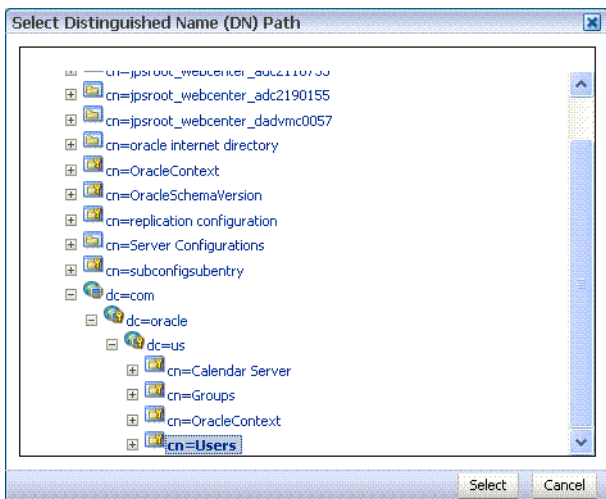 Select Distinguished Name (DN) Path
cn=jpsroot_webcenter_adc2110755
cn=jpsroot_webcenter_adc2190155
cn=jpsroot_webcenter_dadvmc0057
cn=oracle internet directory
cn=OracleContext
cn=OracleSchemaVersion
cn=replication configuration
cn=Server Configurations
cn=subconfigsubentry
dc=com
dc=oracle
dc=us
cn=Calendar Server
cn=Groups
cn=OracleContext
cn=Users
Select Cancel